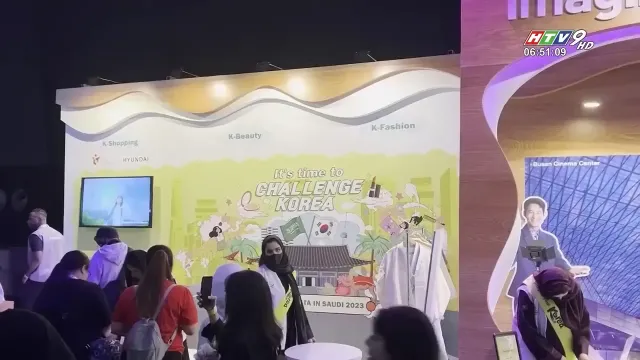 Imagi
HTV9 HD
06:51:09
K-Shopping
K-Beauty
K-Fashion
HYUNDAI
It's time to
CHALLENGE
KOREA
TA IN SAUDI 2023
Busan Cinema Center